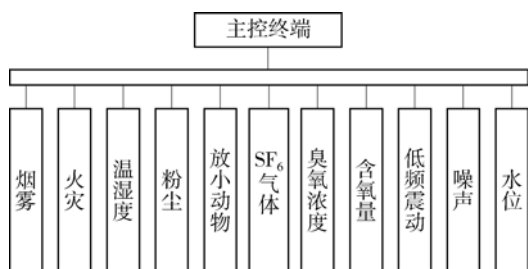 主控终端
烟雾
火灾
温湿度
粉尘
放小动物
SF₆气体
臭氧浓度
含氧量
低频震动
噪声
水位